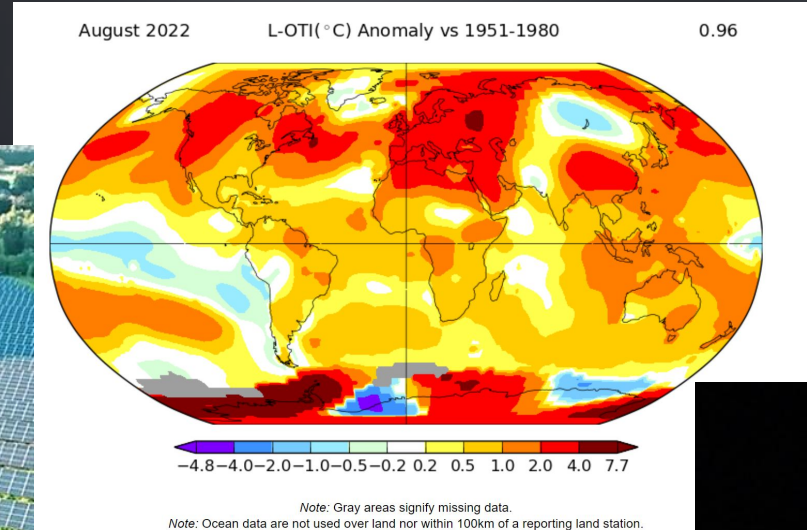 August 2022 L-OTI(°C) Anomaly vs 1951-1980 0.96
−4.8 −4.0 −2.0 −1.0 −0.5 −0.2 0.2 0.5 1.0 2.0 4.0 7.7
Note: Gray areas signify missing data.
Note: Ocean data are not used over land nor within 100km of a reporting land station.